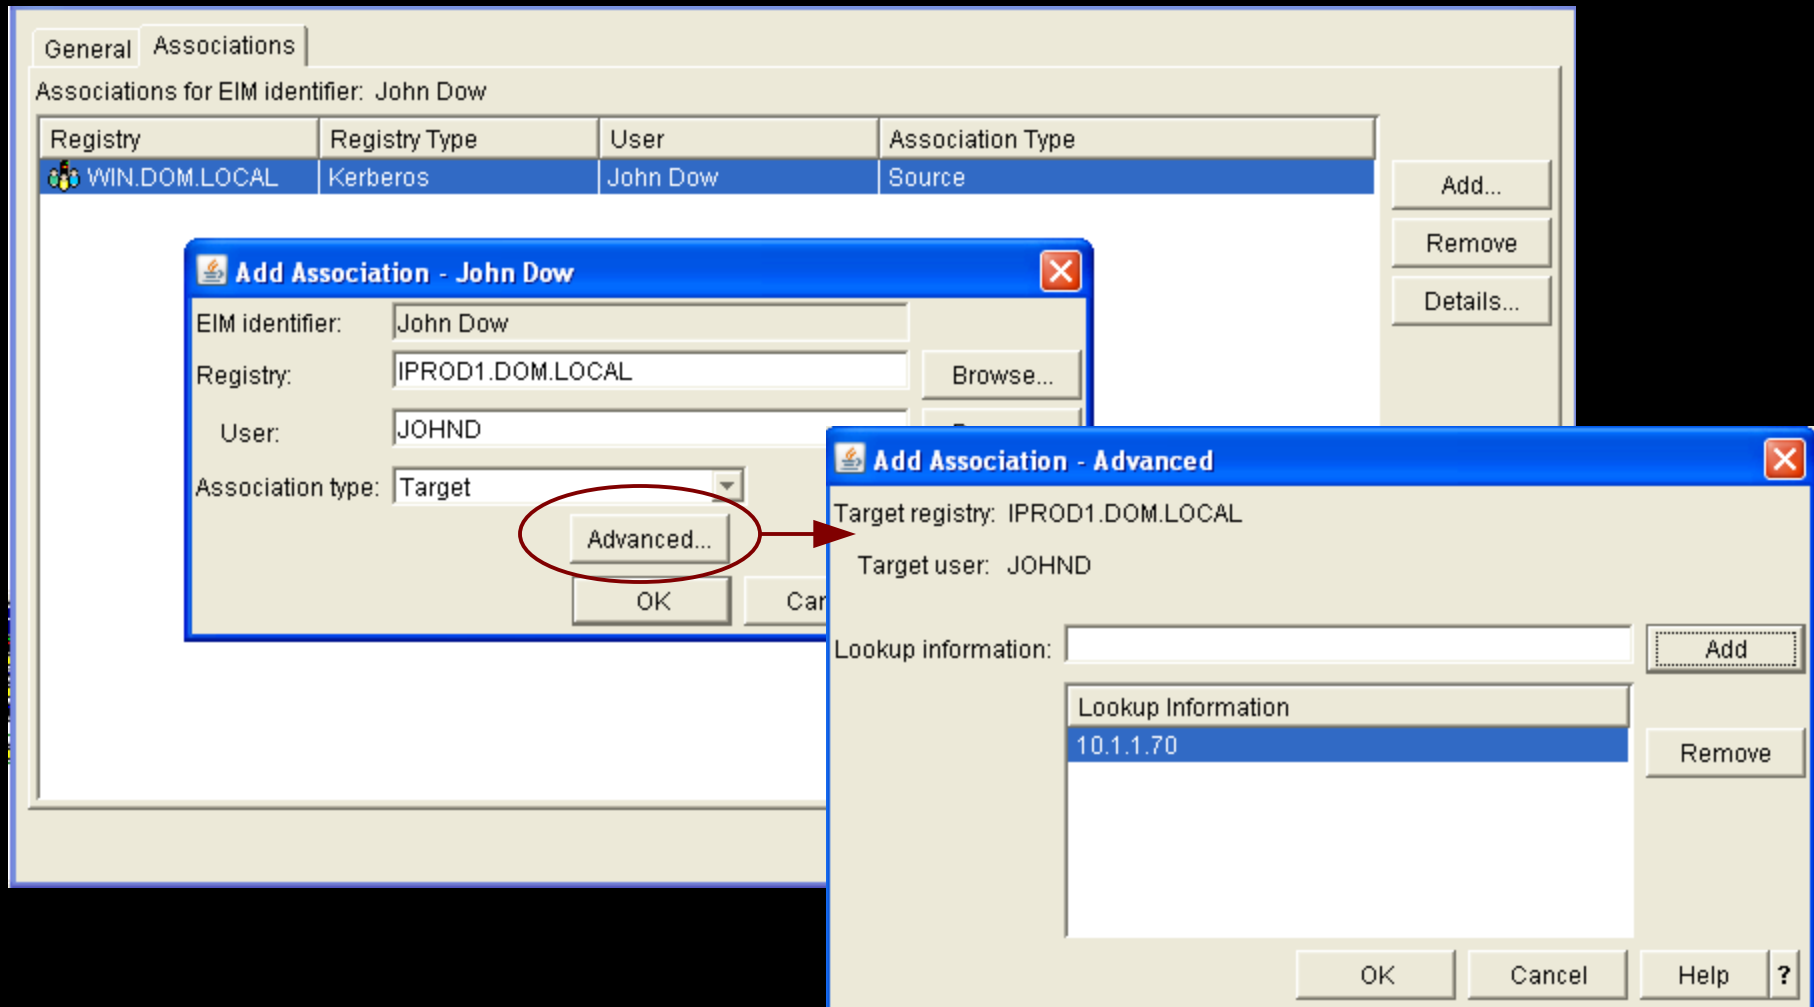 General
Associations
Associations for EIM identifier: John Dow
Registry
Registry Type
User
Association Type
WIN.DOM.LOCAL
Kerberos
John Dow
Source
Add...
Remove
Details...
Add Association - John Dow
EIM identifier:
John Dow
Registry:
IPROD1.DOM.LOCAL
Browse...
User:
JOHND
Association type:
Target
Advanced...
OK
Add Association - Advanced
Target registry: IPROD1.DOM.LOCAL
Target user: JOHND
Lookup information:
Add
Lookup Information
10.1.1.70
Remove
OK
Cancel
Help
?